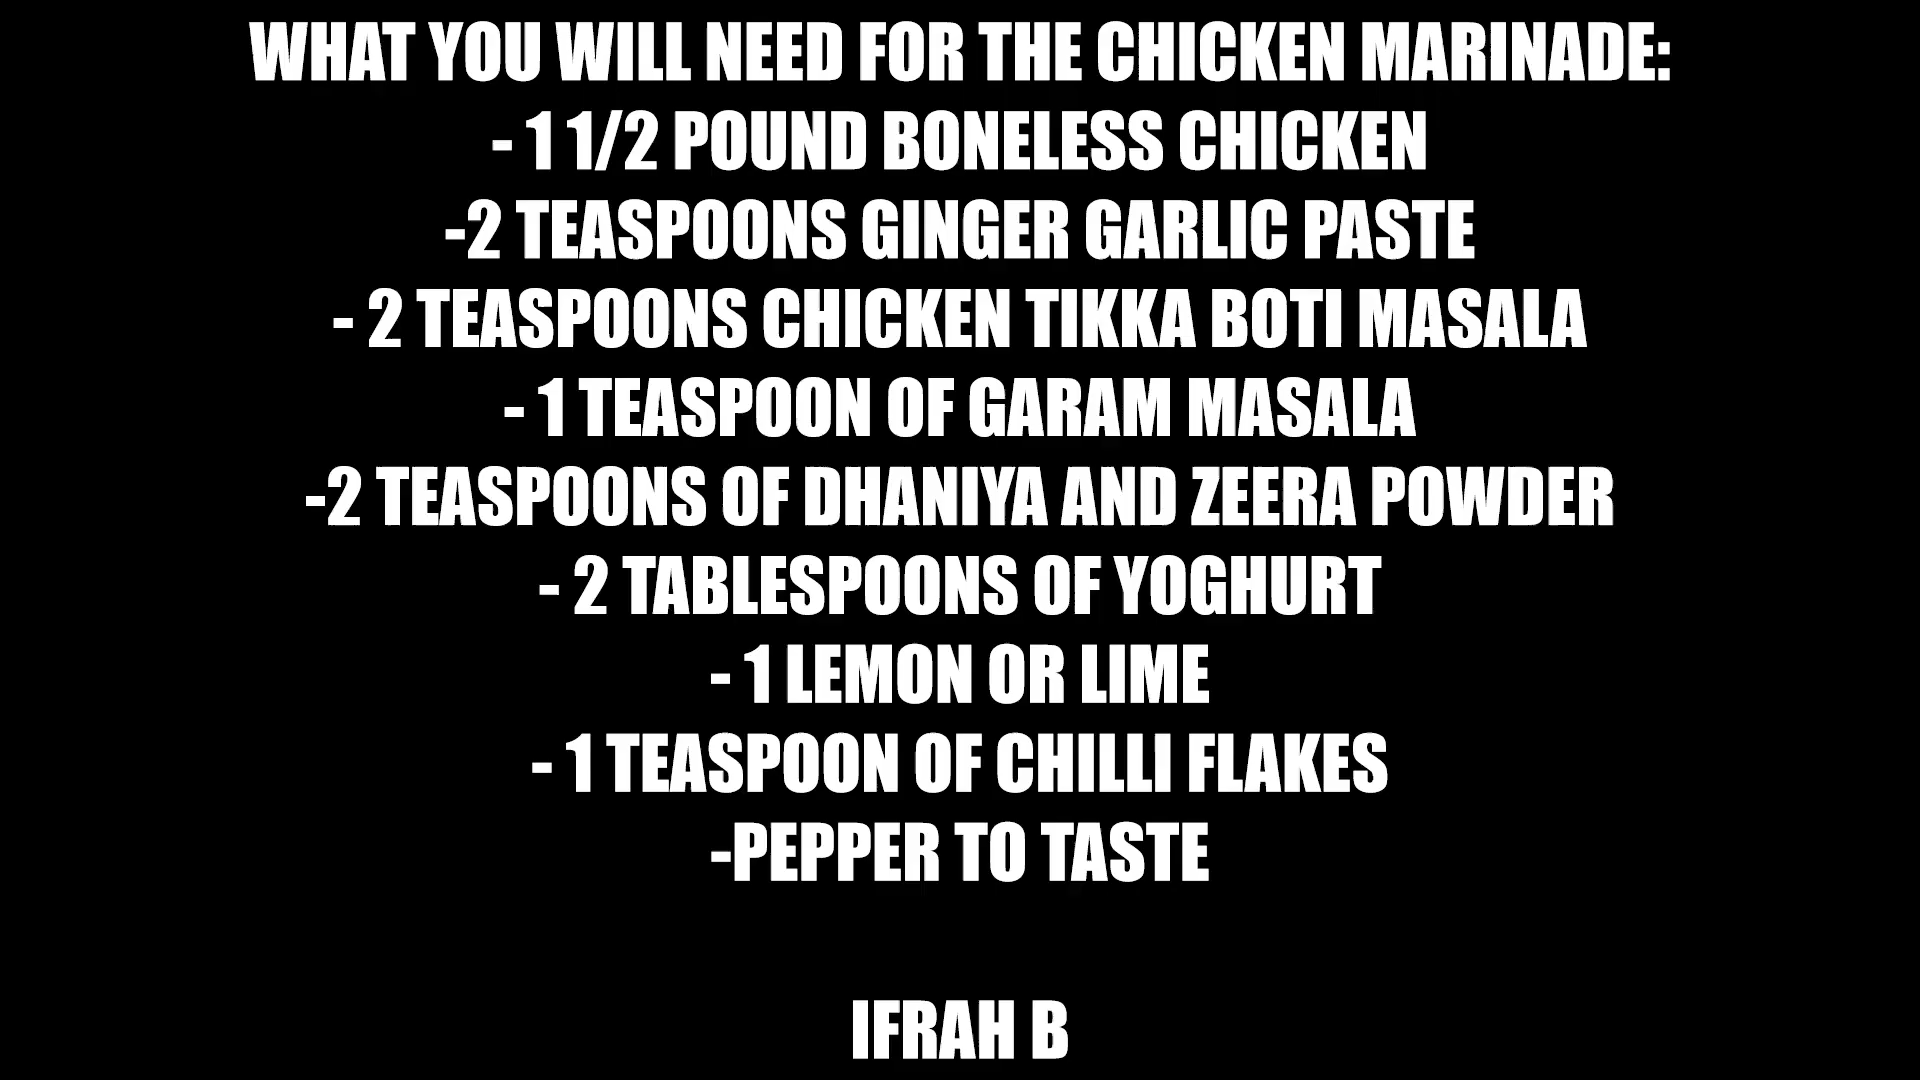 WHAT YOU WILL NEED FOR THE CHICKEN MARINADE:
- 1 1/2 POUND BONELESS CHICKEN
-2 TEASPOONS GINGER GARLIC PASTE
- 2 TEASPOONS CHICKEN TIKKA BOTI MASALA
- 1 TEASPOON OF GARAM MASALA
-2 TEASPOONS OF DHANIYA AND ZEERA POWDER
- 2 TABLESPOONS OF YOGHURT
- 1 LEMON OR LIME
- 1 TEASPOON OF CHILLI FLAKES
-PEPPER TO TASTE
IFRAH B